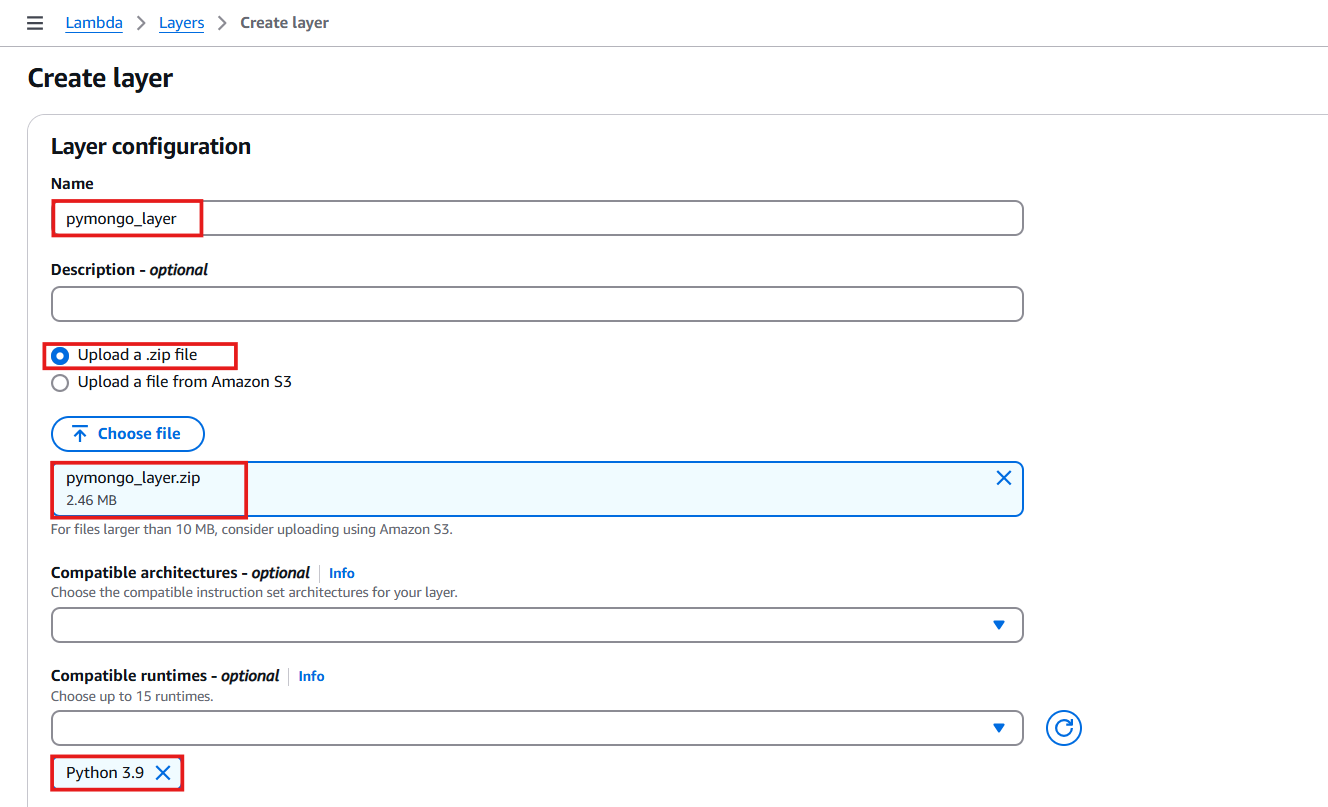 Lambda > Layers > Create layer
Create layer
Layer configuration
Name
pymongo_layer
Description - optional
Upload a .zip file
Upload a file from Amazon S3
Choose file
pymongo_layer.zip
2.46 MB
For files larger than 10 MB, consider uploading using Amazon S3.
Compatible architectures - optional | Info
Choose the compatible instruction set architectures for your layer.
Compatible runtimes - optional | Info
Choose up to 15 runtimes.
Python 3.9